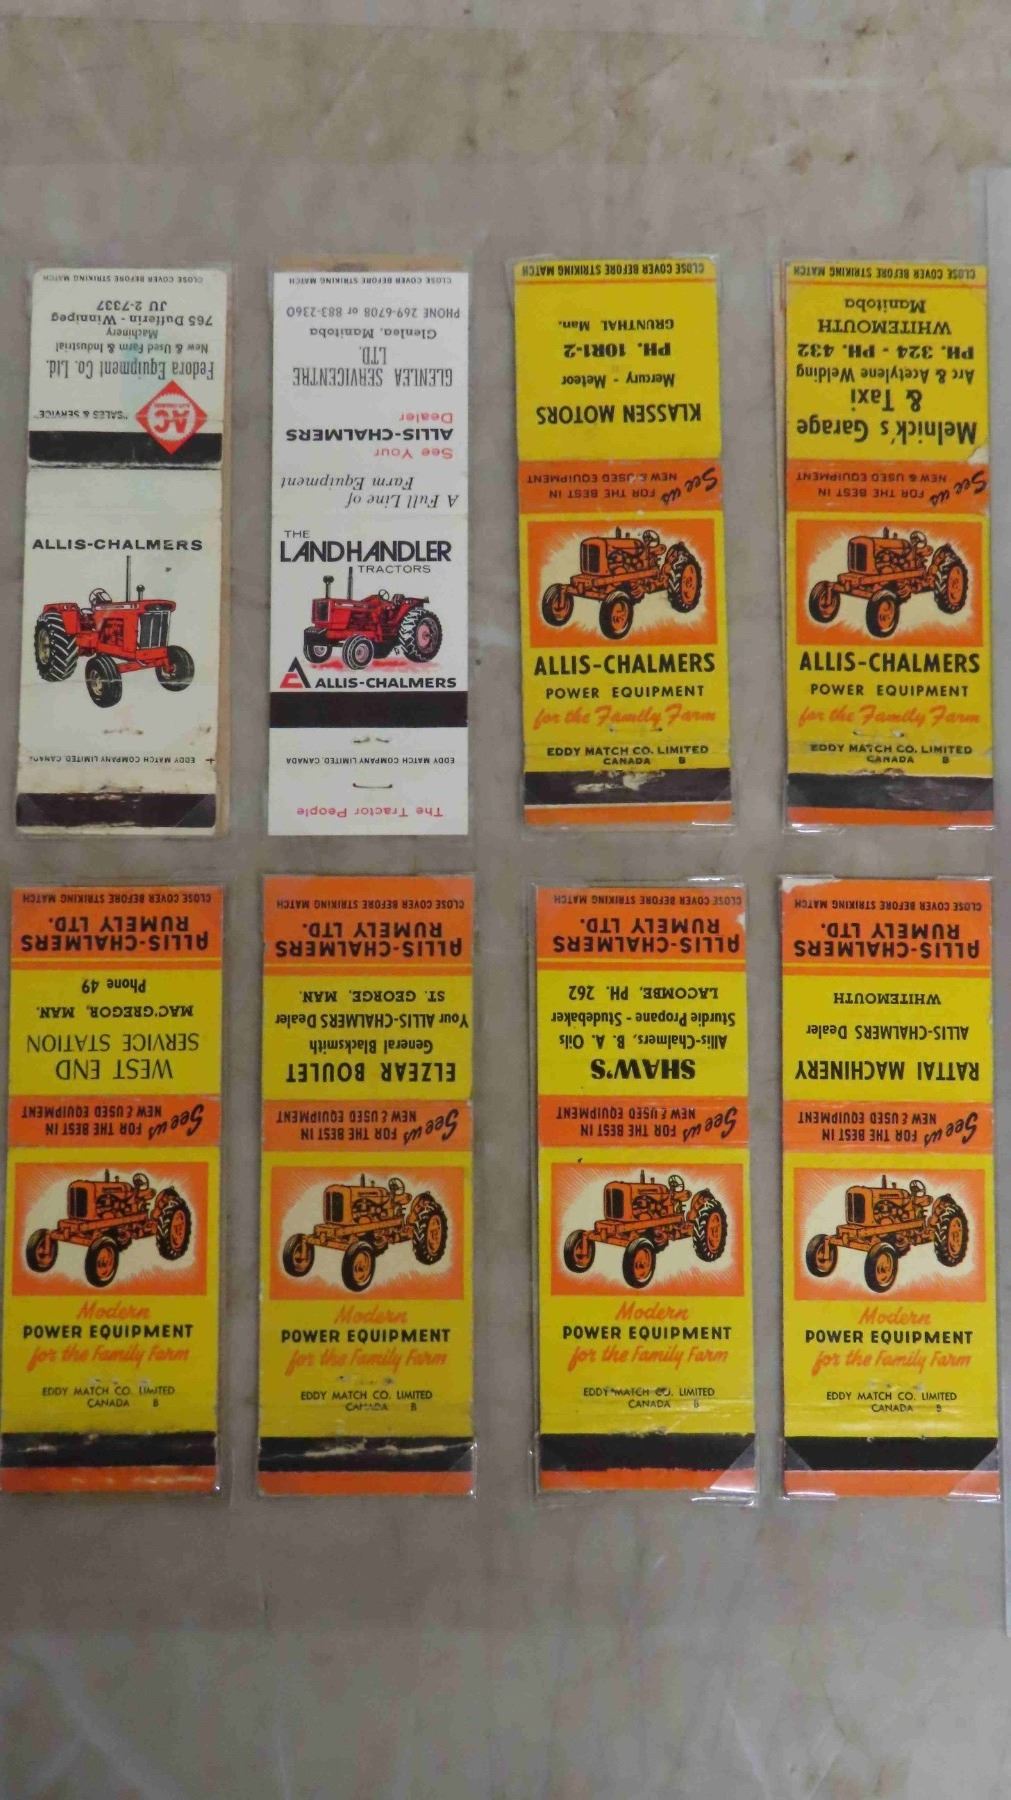 CLOSE COVER BEFORE STRIKING MATCH
JU 2-7337
765 Dufferin - Winnipeg
Machinery
New & Used Farm & Industrial
Fedora Equipment Co. Ltd.
"SALES & SERVICE"
AC
ALLIS-CHALMERS
EDDY MATCH COMPANY LIMITED, CANADA
CLOSE COVER BEFORE STRIKING MATCH
PHONE 269-6708 or 883-2360
Glenlea, Manitoba
LTD.
GLENLEA SERVICENTRE
Dealer
ALLIS-CHALMERS
See Your
Farm Equipment
A Full Line of
THE
LANDHANDLER
TRACTORS
ALLIS-CHALMERS
EDDY MATCH COMPANY LIMITED, CANADA
The Tractor People
CLOSE COVER BEFORE STRIKING MATCH
GRUNTHAL Man.
PH. 10R1-2
Mercury - Meteor
KLASSEN MOTORS
See us FOR THE BEST IN
NEW & USED EQUIPMENT
ALLIS-CHALMERS
POWER EQUIPMENT
for the Family Farm
EDDY MATCH CO. LIMITED
CANADA B
CLOSE COVER BEFORE STRIKING MATCH
Manitoba
WHITEMOUTH
PH. 324 - PH. 432
Arc & Acetylene Welding
& Taxi
Melnick's Garage
See us FOR THE BEST IN
NEW & USED EQUIPMENT
ALLIS-CHALMERS
POWER EQUIPMENT
for the Family Farm
EDDY MATCH CO. LIMITED
CANADA B
CLOSE COVER BEFORE STRIKING MATCH
ALLIS-CHALMERS
RUMELY LTD.
Phone 49
MAC'GREGOR, MAN.
SERVICE STATION
WEST END
See us FOR THE BEST IN
NEW & USED EQUIPMENT
Modern
POWER EQUIPMENT
for the Family Farm
EDDY MATCH CO. LIMITED
CANADA B
CLOSE COVER BEFORE STRIKING MATCH
ALLIS-CHALMERS
RUMELY LTD.
ST. GEORGE, MAN.
Your ALLIS-CHALMERS Dealer
General Blacksmith
ELZEAR BOULET
See us FOR THE BEST IN
NEW & USED EQUIPMENT
Modern
POWER EQUIPMENT
for the Family Farm
EDDY MATCH CO. LIMITED
CANADA B
CLOSE COVER BEFORE STRIKING MATCH
ALLIS-CHALMERS
RUMELY LTD.
LACOMBE, PH. 262
Sturdie Propane - Studebaker
Allis-Chalmers, B. A. Oils
SHAW'S
See us FOR THE BEST IN
NEW & USED EQUIPMENT
Modern
POWER EQUIPMENT
for the Family Farm
EDDY MATCH CO. LIMITED
CANADA B
CLOSE COVER BEFORE STRIKING MATCH
ALLIS-CHALMERS
RUMELY LTD.
WHITEMOUTH
ALLIS-CHALMERS Dealer
RATTAI MACHINERY
See us FOR THE BEST IN
NEW & USED EQUIPMENT
Modern
POWER EQUIPMENT
for the Family Farm
EDDY MATCH CO. LIMITED
CANADA B